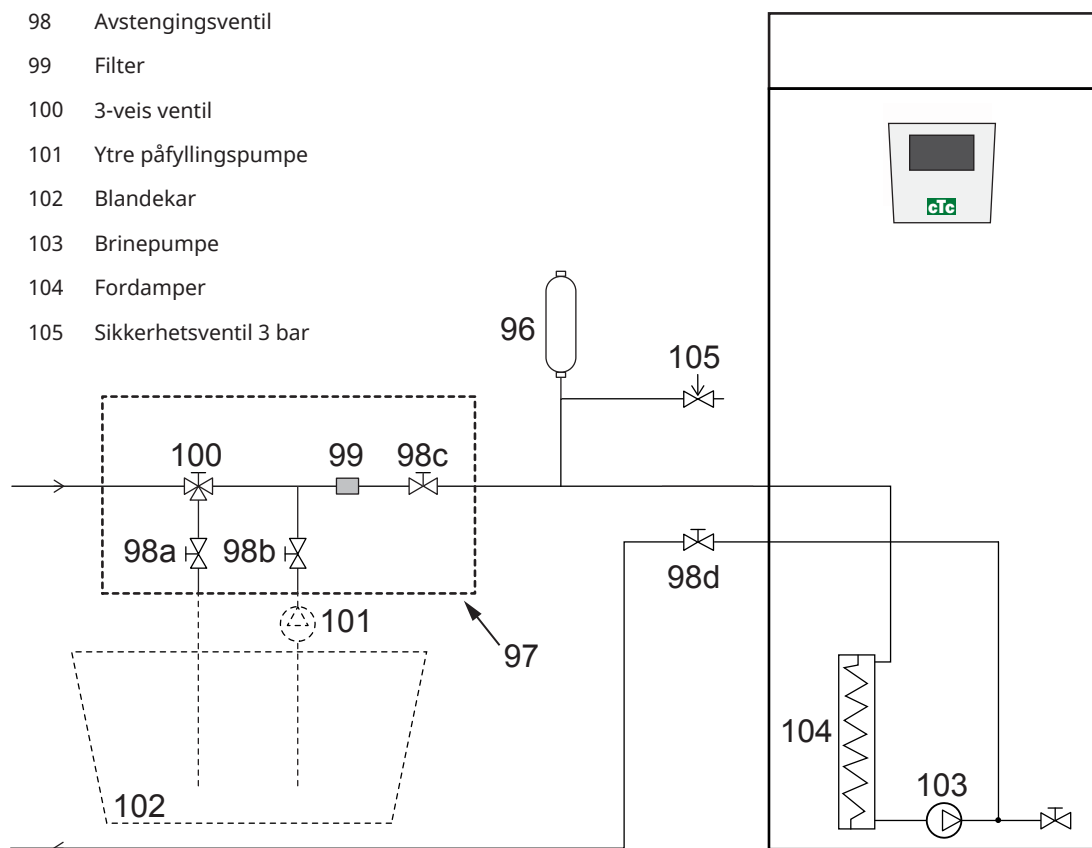 98 Avstengingsventil
99 Filter
100 3-veis ventil
101 Ytre påfyllingspumpe
102 Blandekar
103 Brinepumpe
104 Fordamper
105 Sikkerhetsventil 3 bar
cTc
96
105
100 99 98c
98a 98b
98d
101
97
104
103
102